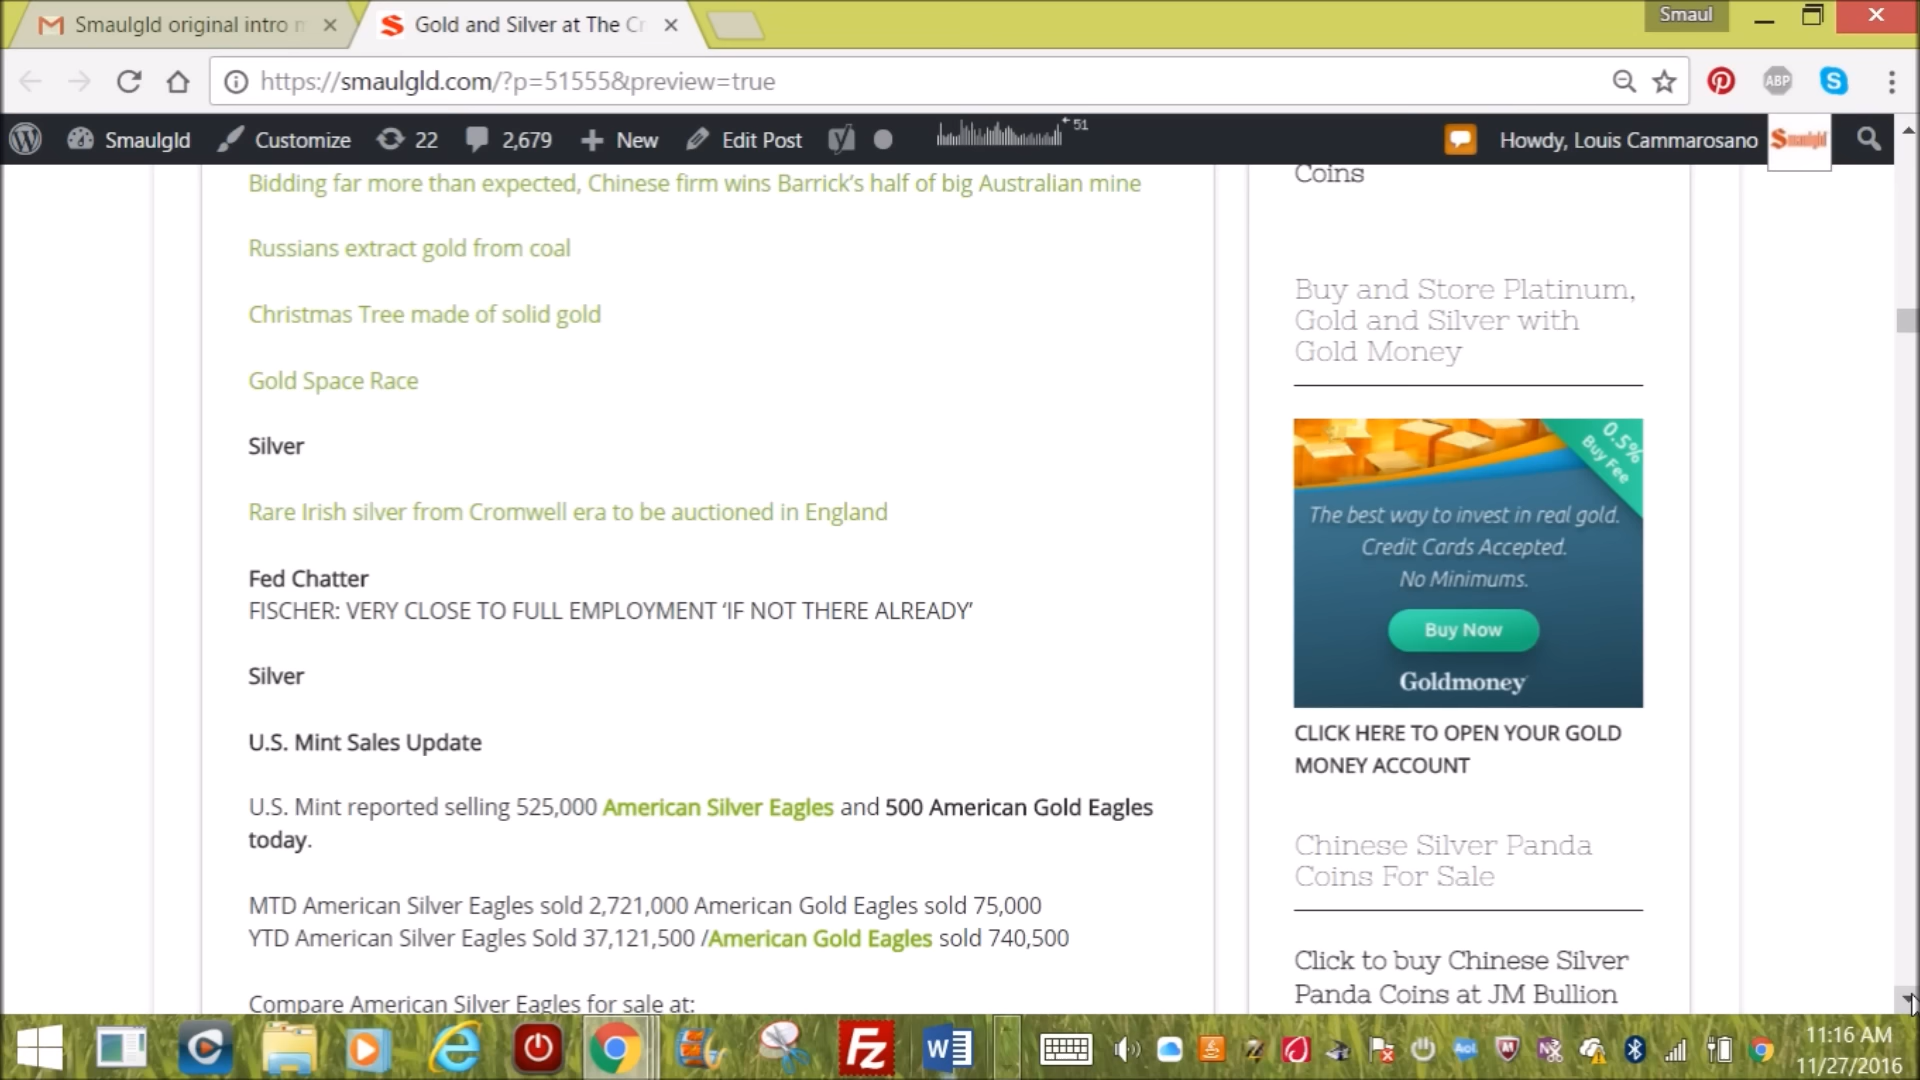 Smaulgld original intro m
Gold and Silver at The Cr
Smaul
https://smaulgld.com/?p=51555&preview=true
ABP
Smaulgld
Customize
22
2,679
New
Edit Post
51
Howdy, Louis Cammarosano
Smaulgld
Bidding far more than expected, Chinese firm wins Barrick's half of big Australian mine
Russians extract gold from coal
Christmas Tree made of solid gold
Gold Space Race
Silver
Rare Irish silver from Cromwell era to be auctioned in England
Fed Chatter
FISCHER: VERY CLOSE TO FULL EMPLOYMENT ‘IF NOT THERE ALREADY’
Silver
U.S. Mint Sales Update
U.S. Mint reported selling 525,000 American Silver Eagles and 500 American Gold Eagles
today.
MTD American Silver Eagles sold 2,721,000 American Gold Eagles sold 75,000
YTD American Silver Eagles Sold 37,121,500 /American Gold Eagles sold 740,500
Compare American Silver Eagles for sale at:
Coins
Buy and Store Platinum,
Gold and Silver with
Gold Money
0.5%
Buy Fee
The best way to invest in real gold.
Credit Cards Accepted.
No Minimums.
Buy Now
Goldmoney
CLICK HERE TO OPEN YOUR GOLD
MONEY ACCOUNT
Chinese Silver Panda
Coins For Sale
Click to buy Chinese Silver
Panda Coins at JM Bullion
Fz
W
Aol
11:16 AM
11/27/2016